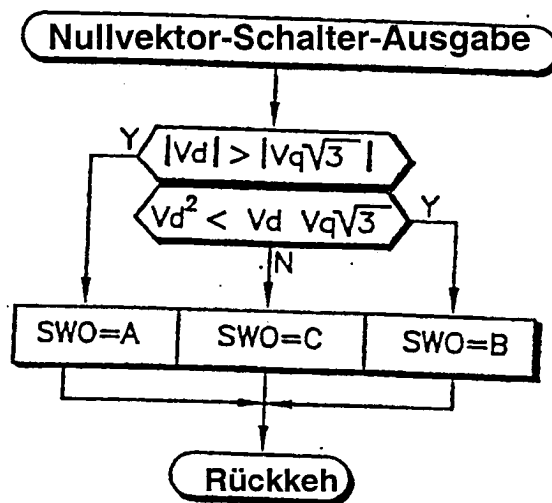 Nullvektor-Schalter-Ausgabe
Y
|Vd| > |Vq√3|
Vd² < Vd Vq√3
Y
N
SWO=A
SWO=C
SWO=B
Rückkeh